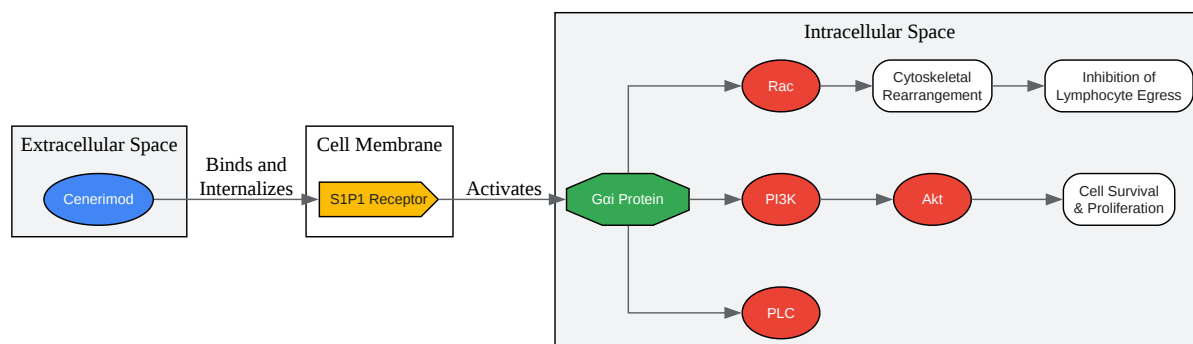 Extracellular Space
Cenerimod
Binds and
Internalizes
Cell Membrane
S1P1 Receptor
Activates
Intracellular Space
Gαi Protein
Rac
Cytoskeletal
Rearrangement
Inhibition of
Lymphocyte Egress
PI3K
Akt
Cell Survival
& Proliferation
PLC